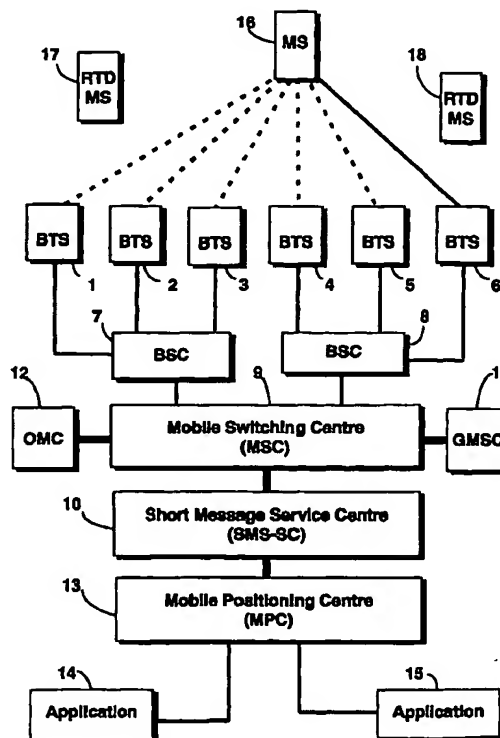 16
MS
17
RTD
MS
18
RTD
MS
BTS
BTS
BTS
BTS
BTS
BTS
1
2
3
4
5
6
7
8
BSC
BSC
12
9
1
OMC
Mobile Switching Centre
(MSC)
GMSC
10
Short Message Service Centre
(SMS-SC)
13
Mobile Positioning Centre
(MPC)
14
15
Application
Application